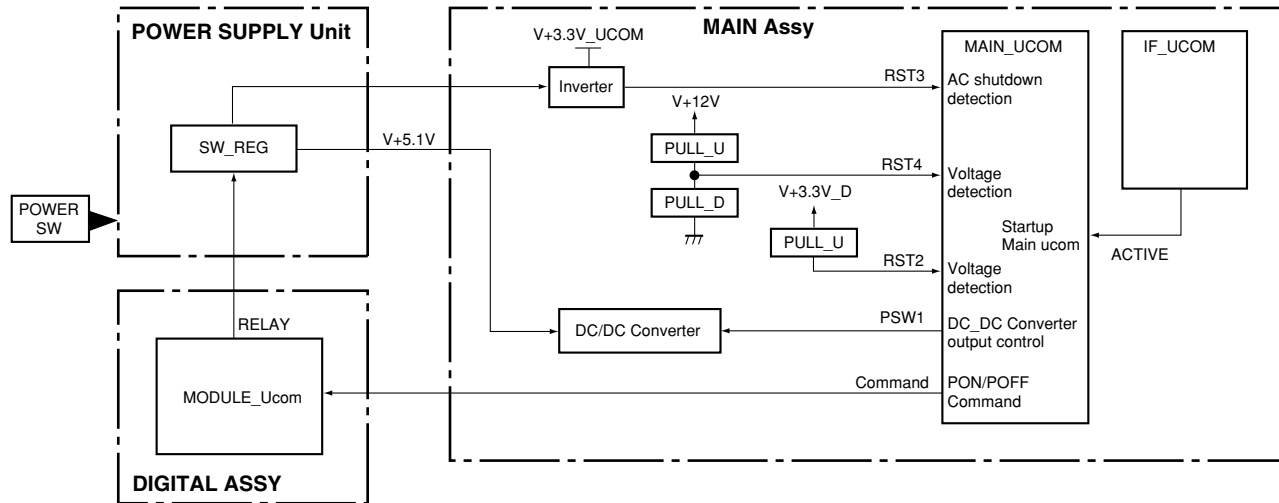 POWER SUPPLY Unit
SW_REG
V+5.1V
POWER
SW
RELAY
MODULE_Ucom
DIGITAL ASSY
MAIN Assy
V+3.3V_UCOM
Inverter
RST3
V+12V
PULL_U
RST4
PULL_D
V+3.3V_D
PULL_U
RST2
DC/DC Converter
PSW1
Command
MAIN_UCOM
AC shutdown
detection
Voltage
detection
Startup
Main ucom
Voltage
detection
DC_DC Converter
output control
PON/POFF
Command
IF_UCOM
ACTIVE